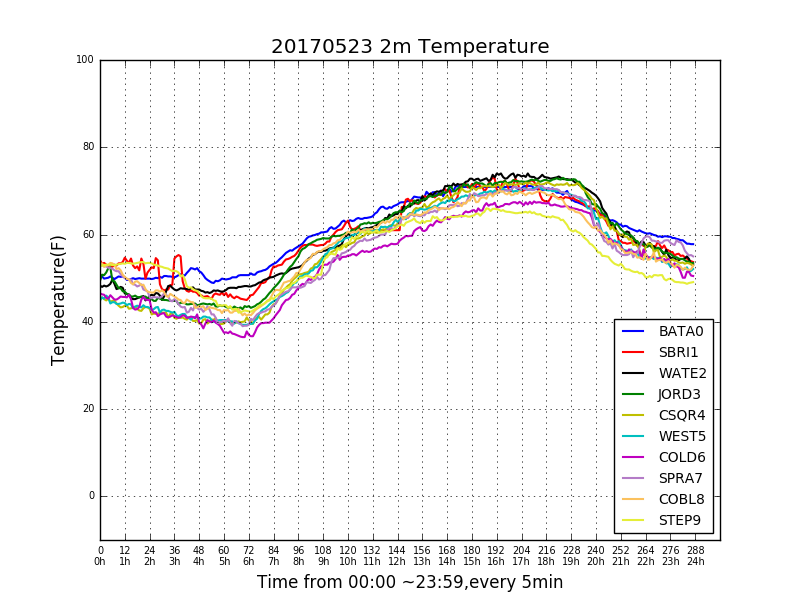 20170523 2m Temperature
100
80
60
40
20
0
Temperature(F)
BATA0
SBRI1
WATE2
JORD3
CSQR4
WEST5
COLD6
SPRA7
COBL8
STEP9
0 12 24 36 48 60 72 84 96 108 120 132 144 156 168 180 192 204 216 228 240 252 264 276 288
0h 1h 2h 3h 4h 5h 6h 7h 8h 9h 10h 11h 12h 13h 14h 15h 16h 17h 18h 19h 20h 21h 22h 23h 24h
Time from 00:00 ~23:59,every 5min